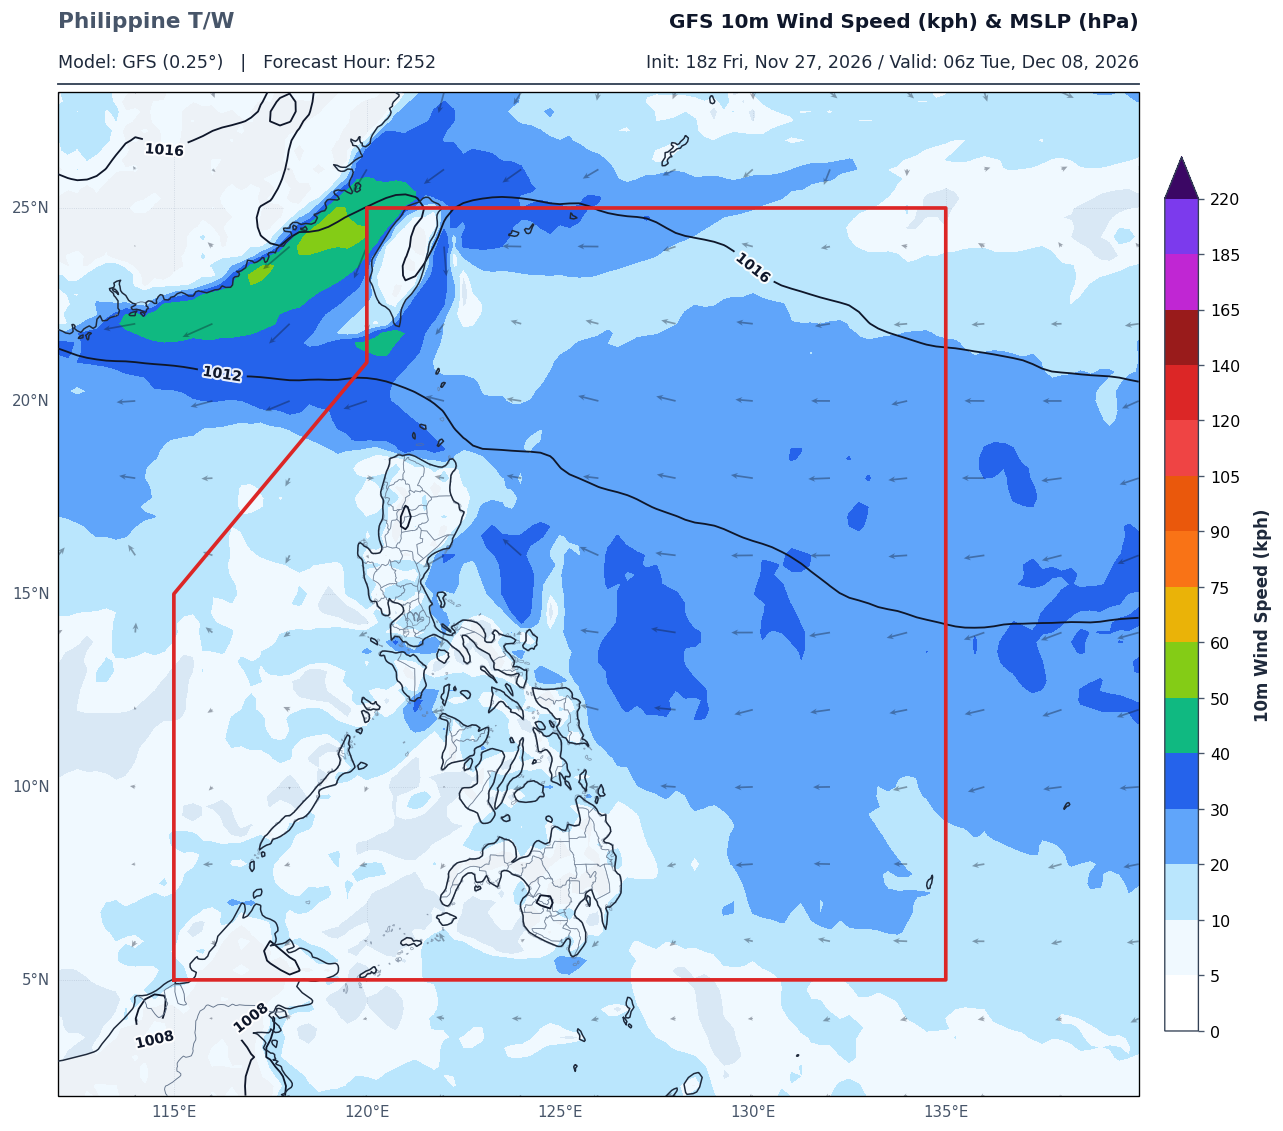 Philippine T/W
GFS 10m Wind Speed (kph) & MSLP (hPa)
Model: GFS (0.25°)   |   Forecast Hour: f252
Init: 18z Fri, Nov 27, 2026 / Valid: 06z Tue, Dec 08, 2026
1016
1016
1012
1008
1008
25°N
20°N
15°N
10°N
5°N
115°E
120°E
125°E
130°E
135°E
220
185
165
140
120
105
90
75
60
50
40
30
20
10
5
0
10m Wind Speed (kph)